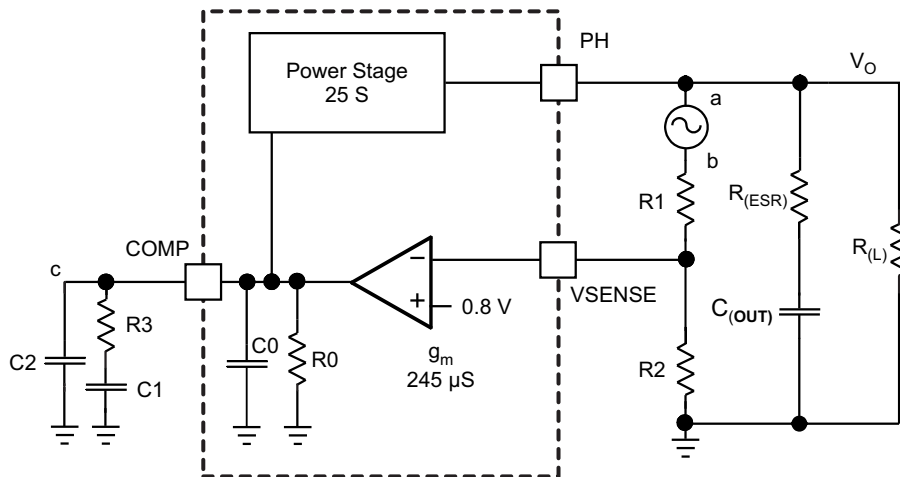 PH
Power Stage
25 S
V_O
a
b
R1
R_(ESR)
R_(L)
COMP
c
VSENSE
−
+
0.8 V
R3
C2
C1
C0
R0
g_m
245 µS
R2
C_(OUT)